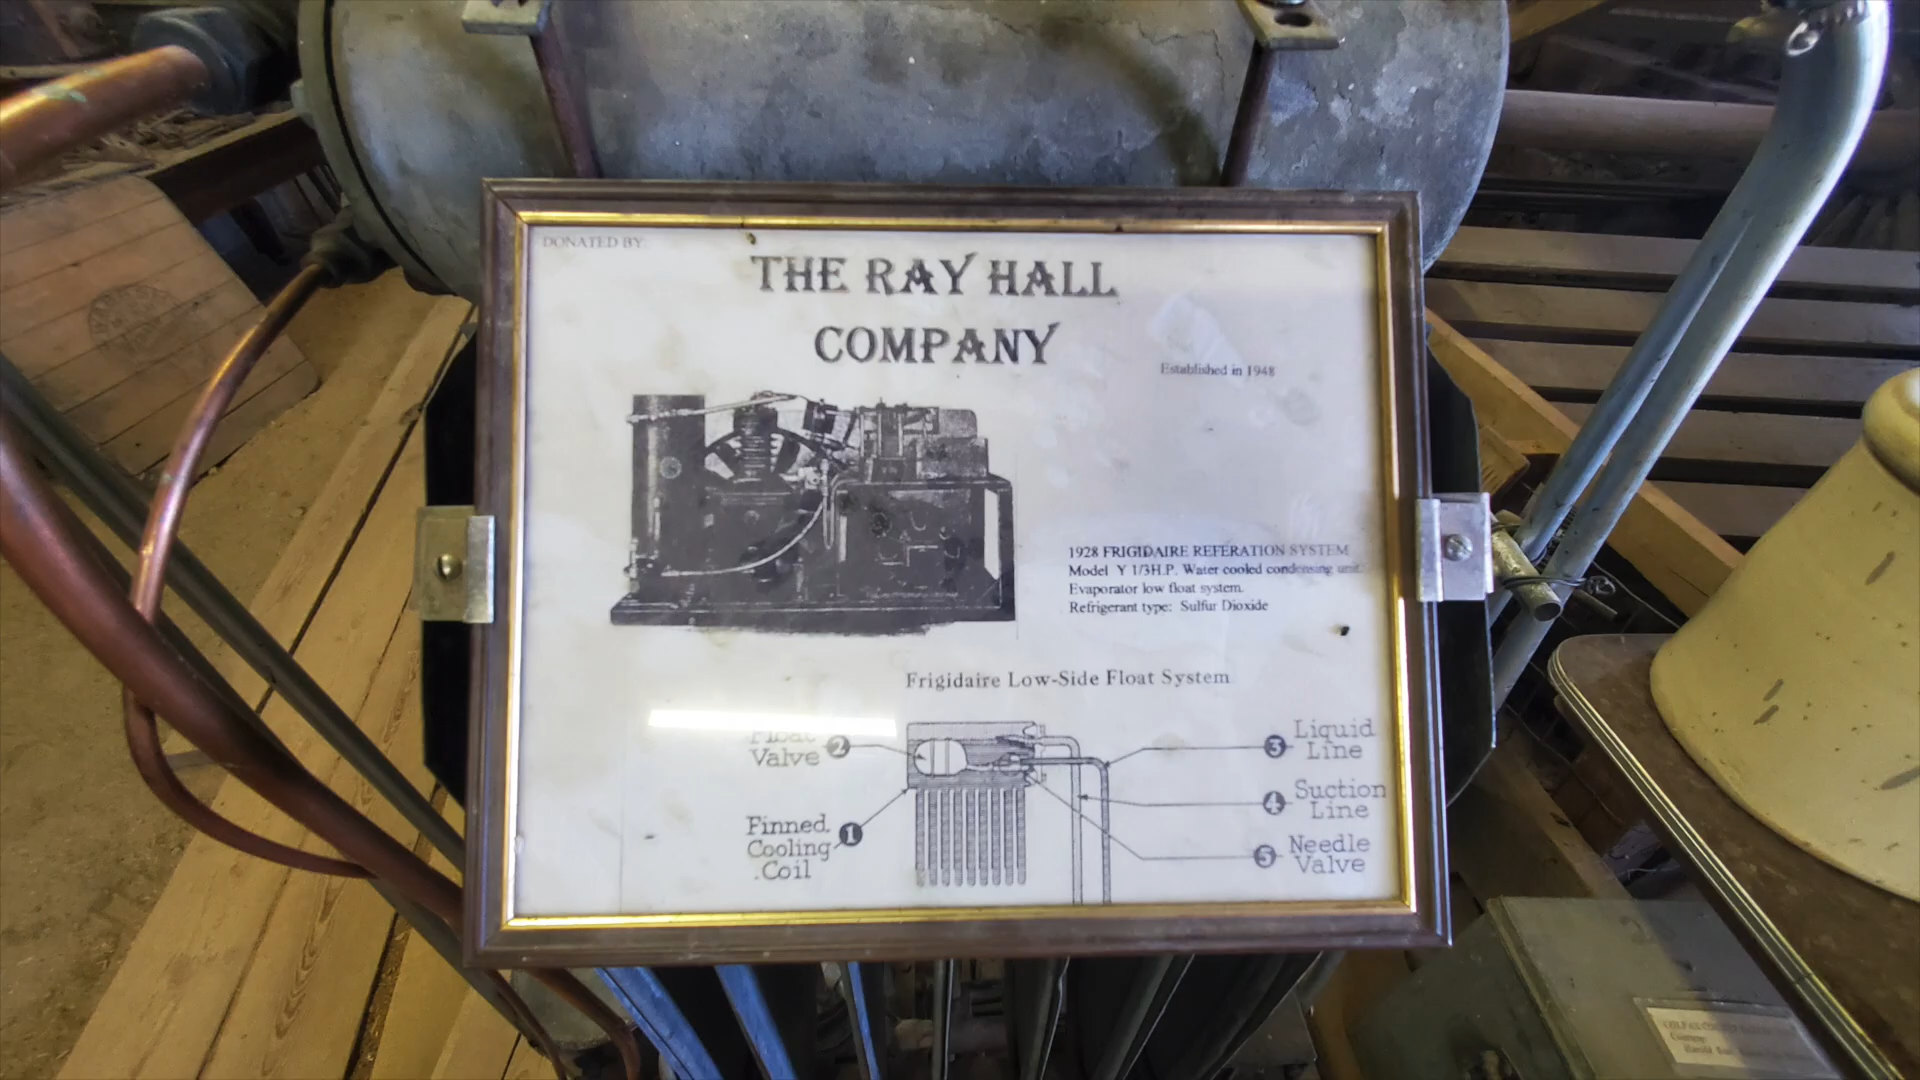 DONATED BY:
THE RAY HALL
COMPANY
Established in 1948
1928 FRIGIDAIRE REFERATION SYSTEM
Model Y 1/3H.P. Water cooled condensing unit.
Evaporator low float system.
Refrigerant type: Sulfur Dioxide
Frigidaire Low-Side Float System
Float
Valve 2
3 Liquid
Line
4 Suction
Line
Finned
Cooling
Coil
1
5 Needle
Valve